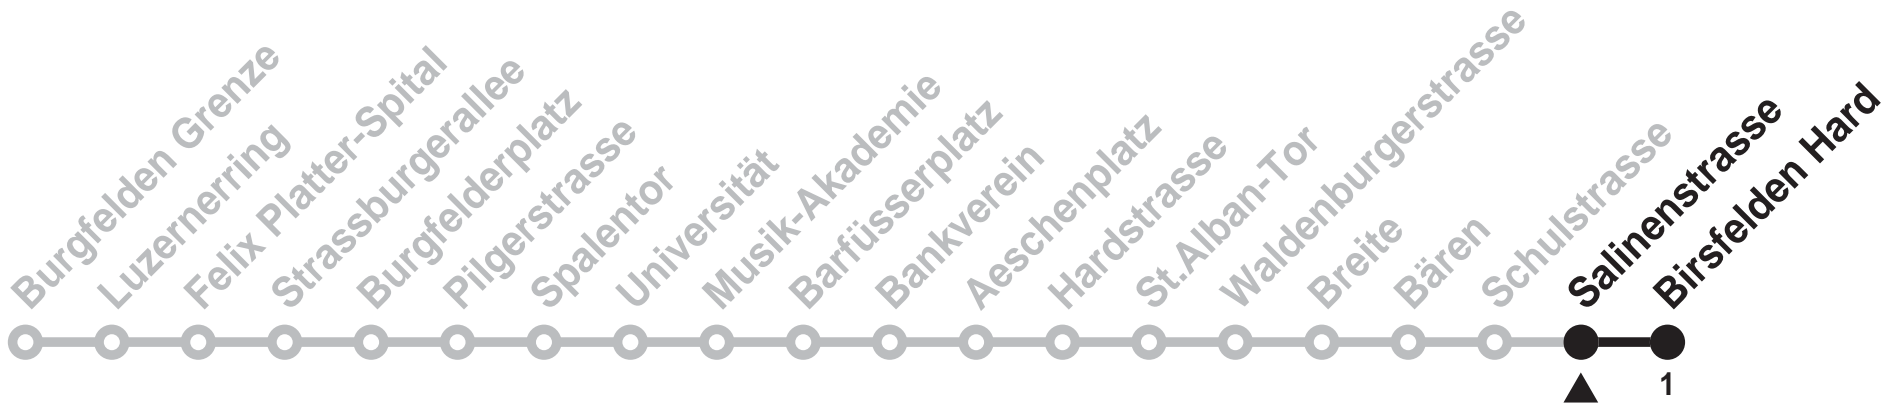 Burgfelden Grenze
Luzernerring
Felix Platter-Spital
Strassburgerallee
Burgfelderplatz
Pilgerstrasse
Spalentor
Universität
Musik-Akademie
Barfüsserplatz
Bankverein
Aeschenplatz
Hardstrasse
St.Alban-Tor
Waldenburgerstrasse
Breite
Bären
Schulstrasse
Salinenstrasse
Birsfelden Hard
1